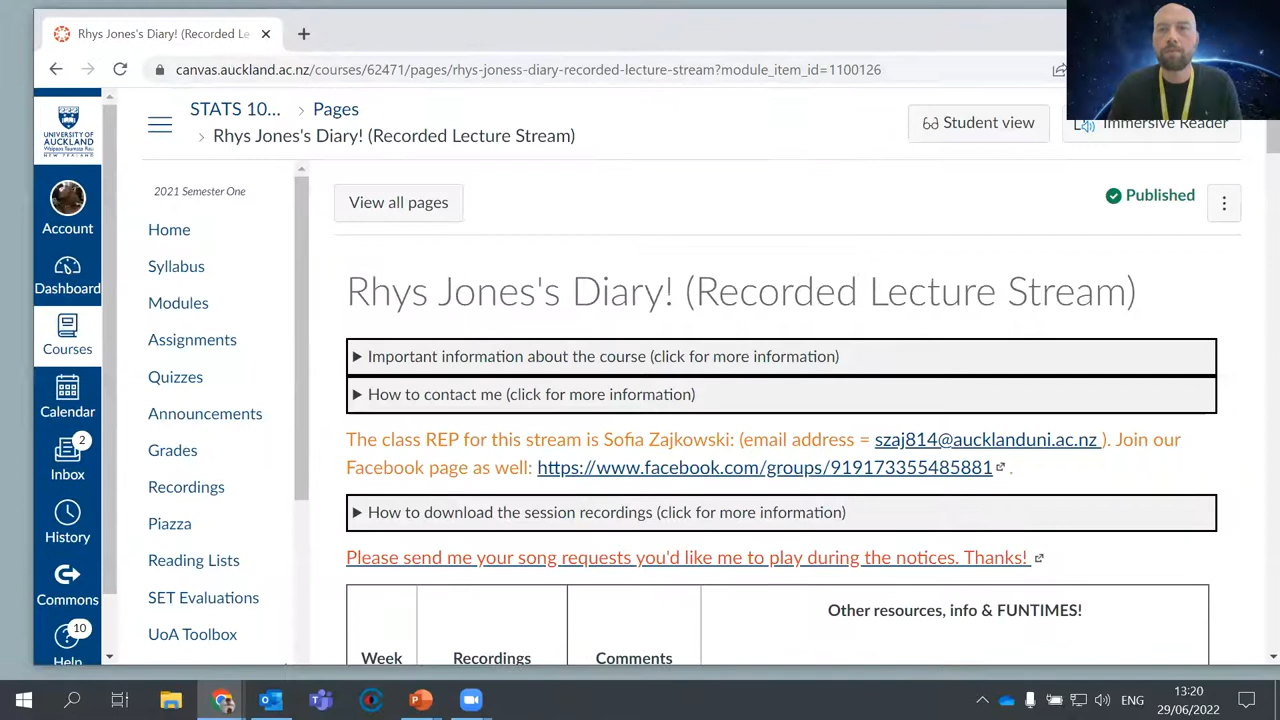 Rhys Jones's Diary! (Recorded Le
canvas.auckland.ac.nz/courses/62471/pages/rhys-joness-diary-recorded-lecture-stream?module_item_id=1100126
UNIVERSITY OF
AUCKLAND
NEW ZEALAND
Account
Dashboard
Courses
Calendar
2
Inbox
History
Commons
10
Help
STATS 10... > Pages
> Rhys Jones's Diary! (Recorded Lecture Stream)
Student view
Immersive Reader
2021 Semester One
Home
Syllabus
Modules
Assignments
Quizzes
Announcements
Grades
Recordings
Piazza
Reading Lists
SET Evaluations
UoA Toolbox
View all pages
Published
Rhys Jones's Diary! (Recorded Lecture Stream)
Important information about the course (click for more information)
How to contact me (click for more information)
The class REP for this stream is Sofia Zajkowski: (email address = szaj814@aucklanduni.ac.nz ). Join our
Facebook page as well: https://www.facebook.com/groups/919173355485881 .
How to download the session recordings (click for more information)
Please send me your song requests you'd like me to play during the notices. Thanks!
Other resources, info & FUNTIMES!
Week Recordings Comments
ENG
13:20
29/06/2022